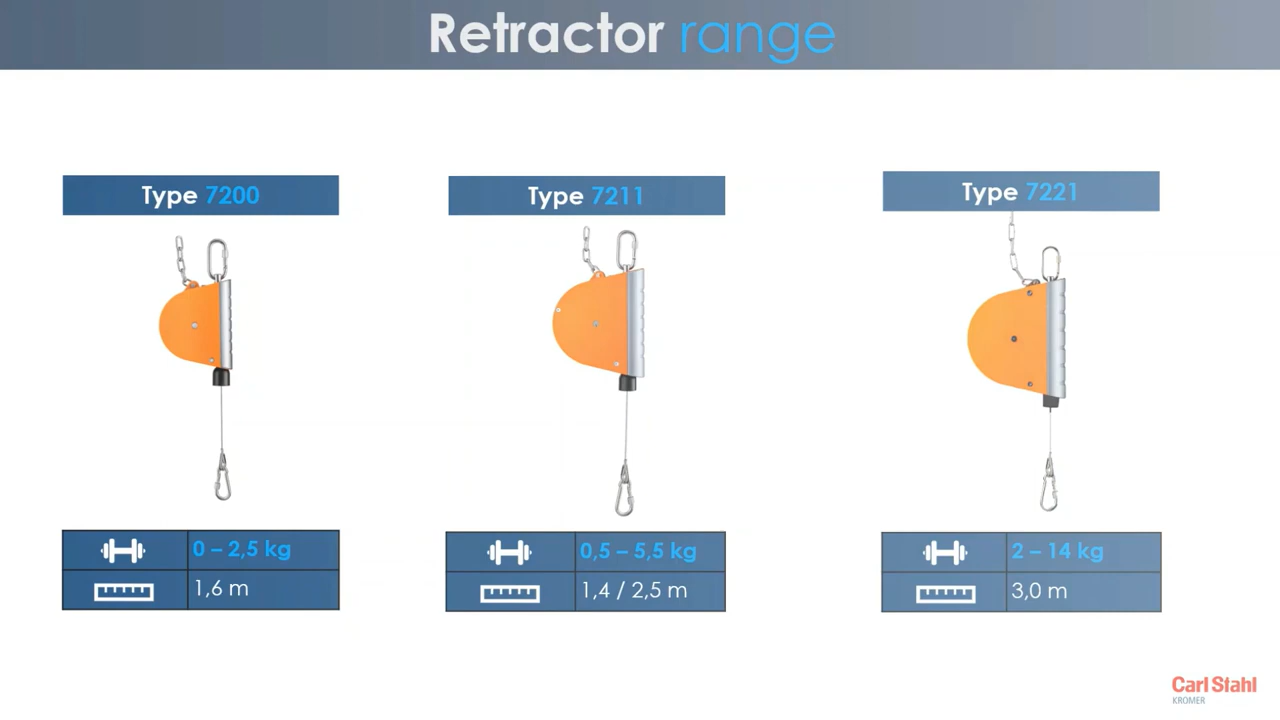 Retractor range
Type 7200
0 – 2,5 kg
1,6 m
Type 7211
0,5 – 5,5 kg
1,4 / 2,5 m
Type 7221
2 – 14 kg
3,0 m
Carl Stahl
KROMER